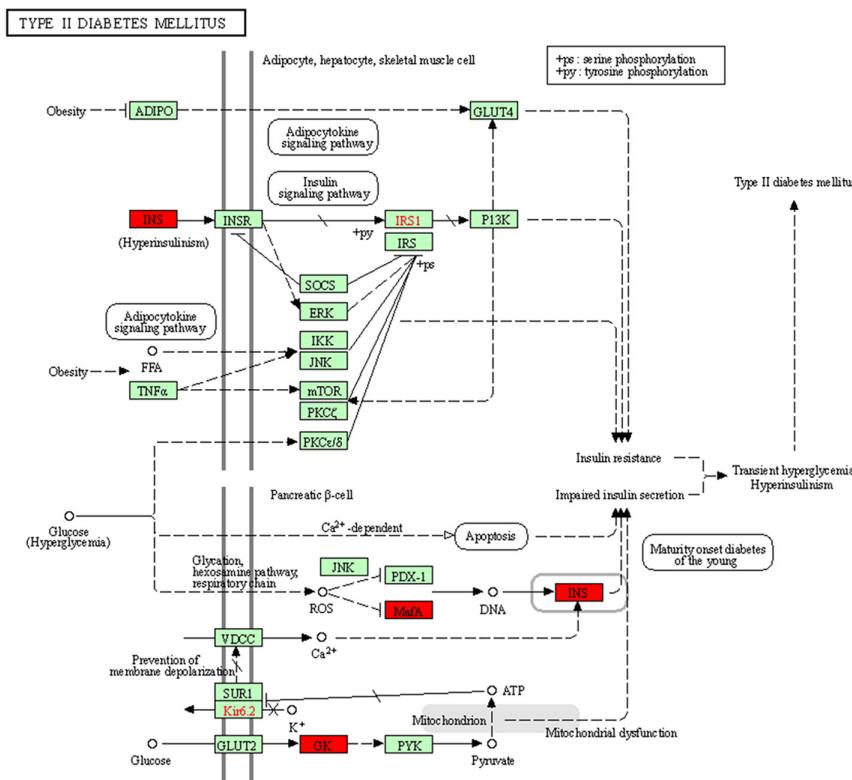 TYPE II DIABETES MELLITUS
Adipocyte, hepatocyte, skeletal muscle cell
+ps : serine phosphorylation
+py : tyrosine phosphorylation
Obesity
ADIPO
GLUT4
Adipocytokine
signaling pathway
Insulin
signaling pathway
Type II diabetes mellitus
INS
INSR
IRS1
P13K
(Hyperinsulinism)
+py
IRS
+ps
SOCS
ERK
Adipocytokine
signaling pathway
IKK
JNK
FFA
Obesity
TNFα
mTOR
PKCζ
PKCε/δ
Insulin resistance
Transient hyperglycemia
Hyperinsulinism
Impaired insulin secretion
Pancreatic β-cell
Glucose
(Hyperglycemia)
Ca2+ -dependent
Apoptosis
Maturity onset diabetes
of the young
Glycation,
hexosamine pathway,
respiratory chain
JNK
PDX-1
ROS
MafA
DNA
INS
VDCC
Ca2+
Prevention of
membrane depolarization
SUR1
Kir6.2
K+
ATP
Mitochondrion
Mitochondrial dysfunction
Glucose
GLUT2
GK
PYK
Pyruvate